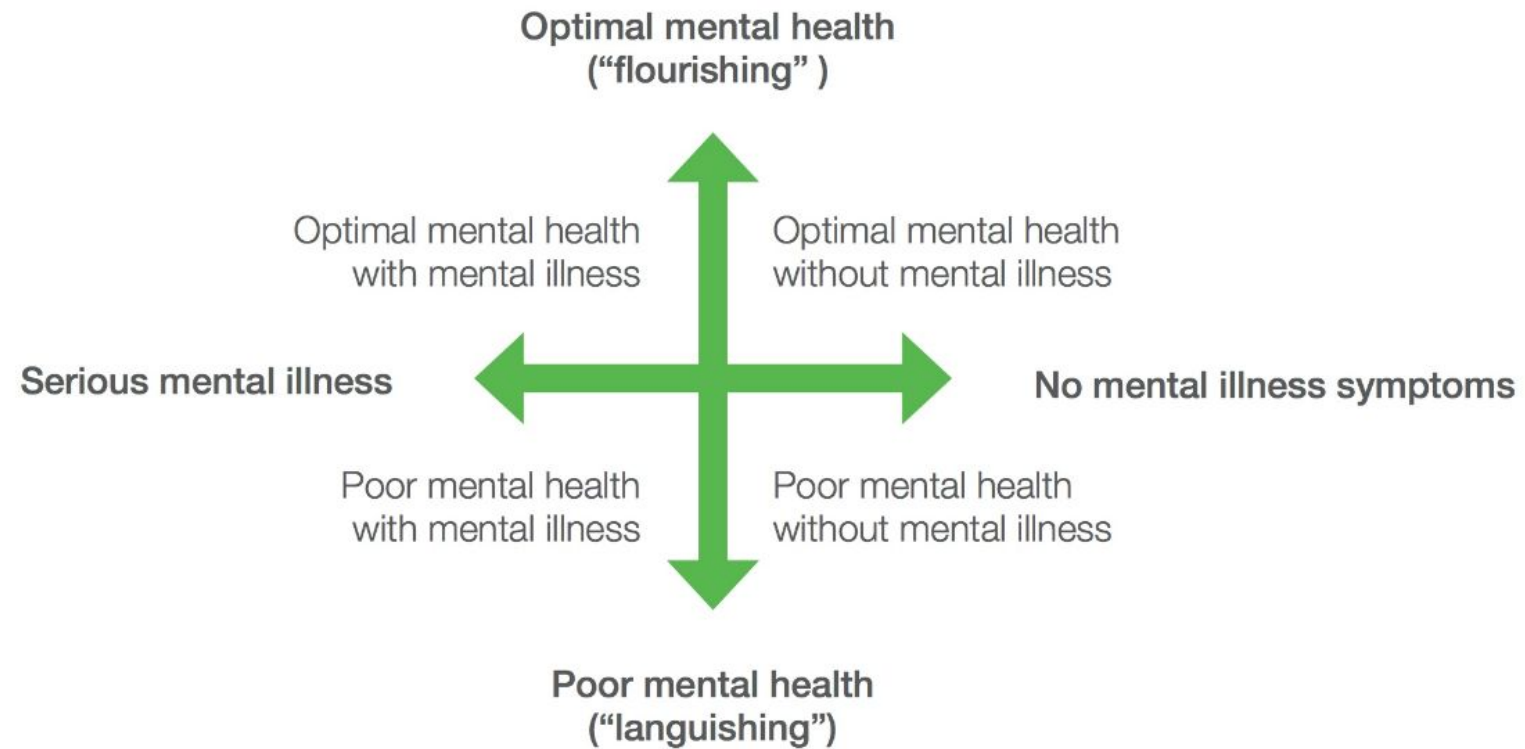 Optimal mental health
(“flourishing” )
Optimal mental health
with mental illness
Optimal mental health
without mental illness
Serious mental illness
No mental illness symptoms
Poor mental health
with mental illness
Poor mental health
without mental illness
Poor mental health
(“languishing”)